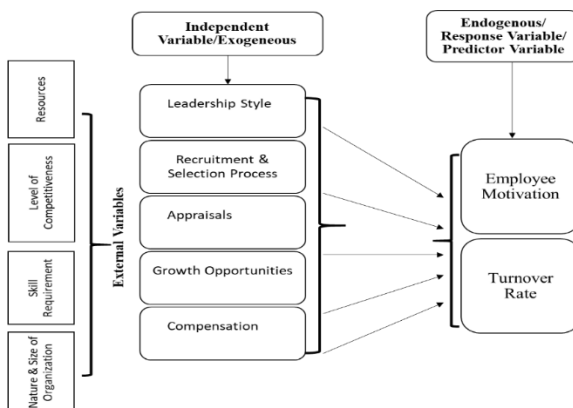 Independent
Variable/Exogeneous
Endogenous/
Response Variable/
Predictor Variable
Resources
Level of
Competitiveness
Skill
Requirement
Nature & Size of
Organization
External Variables
Leadership Style
Recruitment &
Selection Process
Appraisals
Growth Opportunities
Compensation
Employee
Motivation
Turnover
Rate